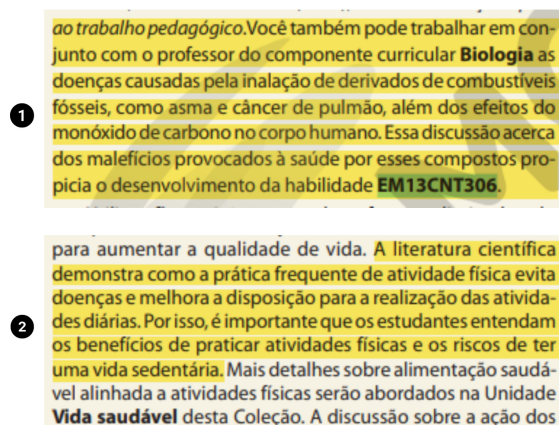 ao trabalho pedagógico.Você também pode trabalhar em con-
junto com o professor do componente curricular Biologia as
doenças causadas pela inalação de derivados de combustíveis
fósseis, como asma e câncer de pulmão, além dos efeitos do
1
monóxido de carbono no corpo humano. Essa discussão acerca
dos malefícios provocados à saúde por esses compostos pro-
picia o desenvolvimento da habilidade EM13CNT306.
para aumentar a qualidade de vida. A literatura científica
demonstra como a prática frequente de atividade física evita
doenças e melhora a disposição para a realização das ativida-
2
des diárias. Por isso, é importante que os estudantes entendam
os benefícios de praticar atividades físicas e os riscos de ter
uma vida sedentária. Mais detalhes sobre alimentação saudá-
vel alinhada a atividades físicas serão abordados na Unidade
Vida saudável desta Coleção. A discussão sobre a ação dos